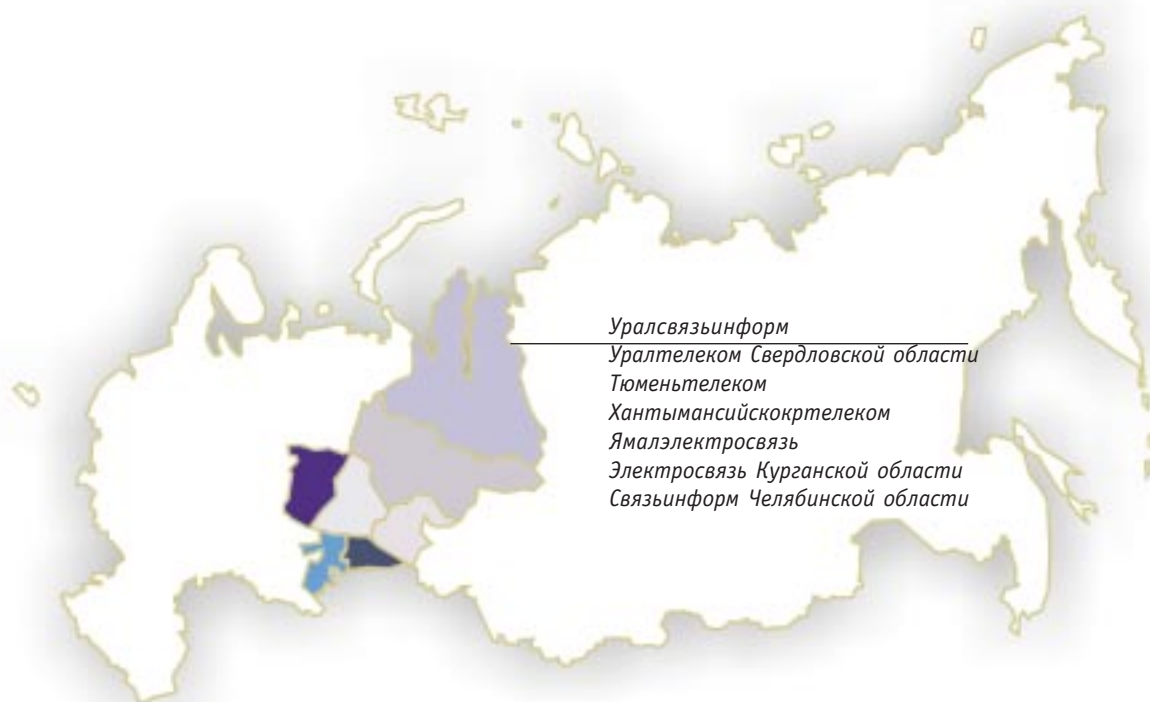 Уралсвязьинформ
Уралтелеком Свердловской области
Тюменьтелеком
Хантымансийскокртелеком
Ямалэлектросвязь
Электросвязь Курганской области
Связьинформ Челябинской области